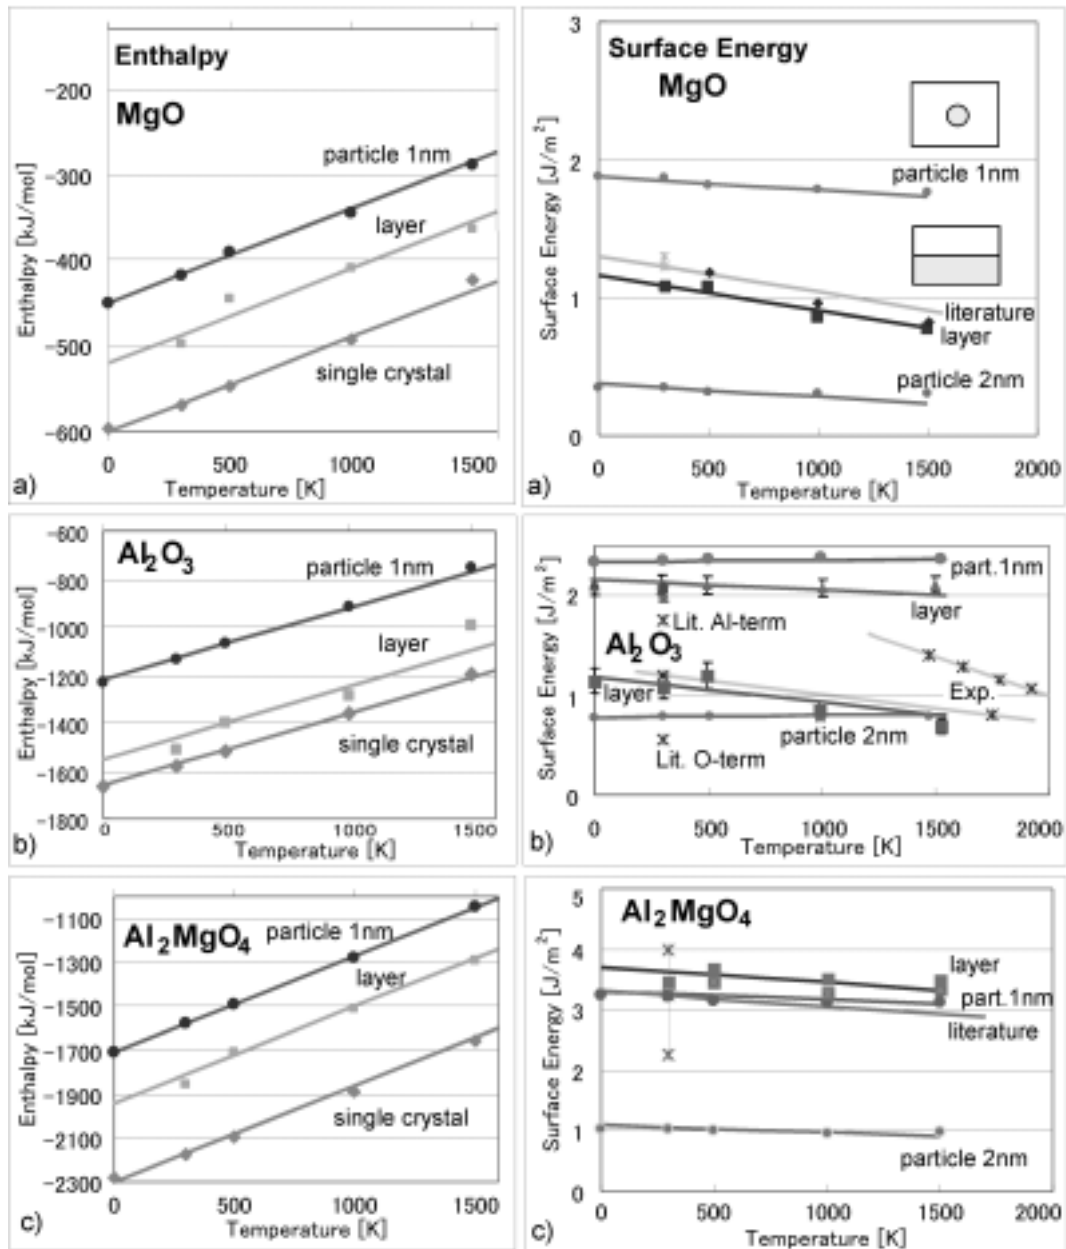 Enthalpy
MgO
Enthalpy [kJ/mol]
-200
-300
-400
-500
-600
particle 1nm
layer
single crystal
0
500
1000
1500
Temperature [K]
a)
Surface Energy
MgO
Surface Energy [J/m²]
3
2
1
0
particle 1nm
literature
layer
particle 2nm
0
500
1000
1500
2000
Temperature [K]
a)
Al₂O₃
Enthalpy [kJ/mol]
-600
-800
-1000
-1200
-1400
-1600
-1800
particle 1nm
layer
single crystal
0
500
1000
1500
Temperature [K]
b)
Surface Energy [J/m²]
2
1
0
part.1nm
layer
Lit. Al-term
Al₂O₃
layer
Exp.
particle 2nm
Lit. O-term
0
500
1000
1500
2000
Temperature [K]
b)
Al₂MgO₄
Enthalpy [kJ/mol]
-1100
-1300
-1500
-1700
-1900
-2100
-2300
particle 1nm
layer
single crystal
0
500
1000
1500
Temperature [K]
c)
Al₂MgO₄
Surface Energy [J/m²]
5
4
3
2
1
0
layer
part.1nm
literature
particle 2nm
0
500
1000
1500
2000
Temperature [K]
c)